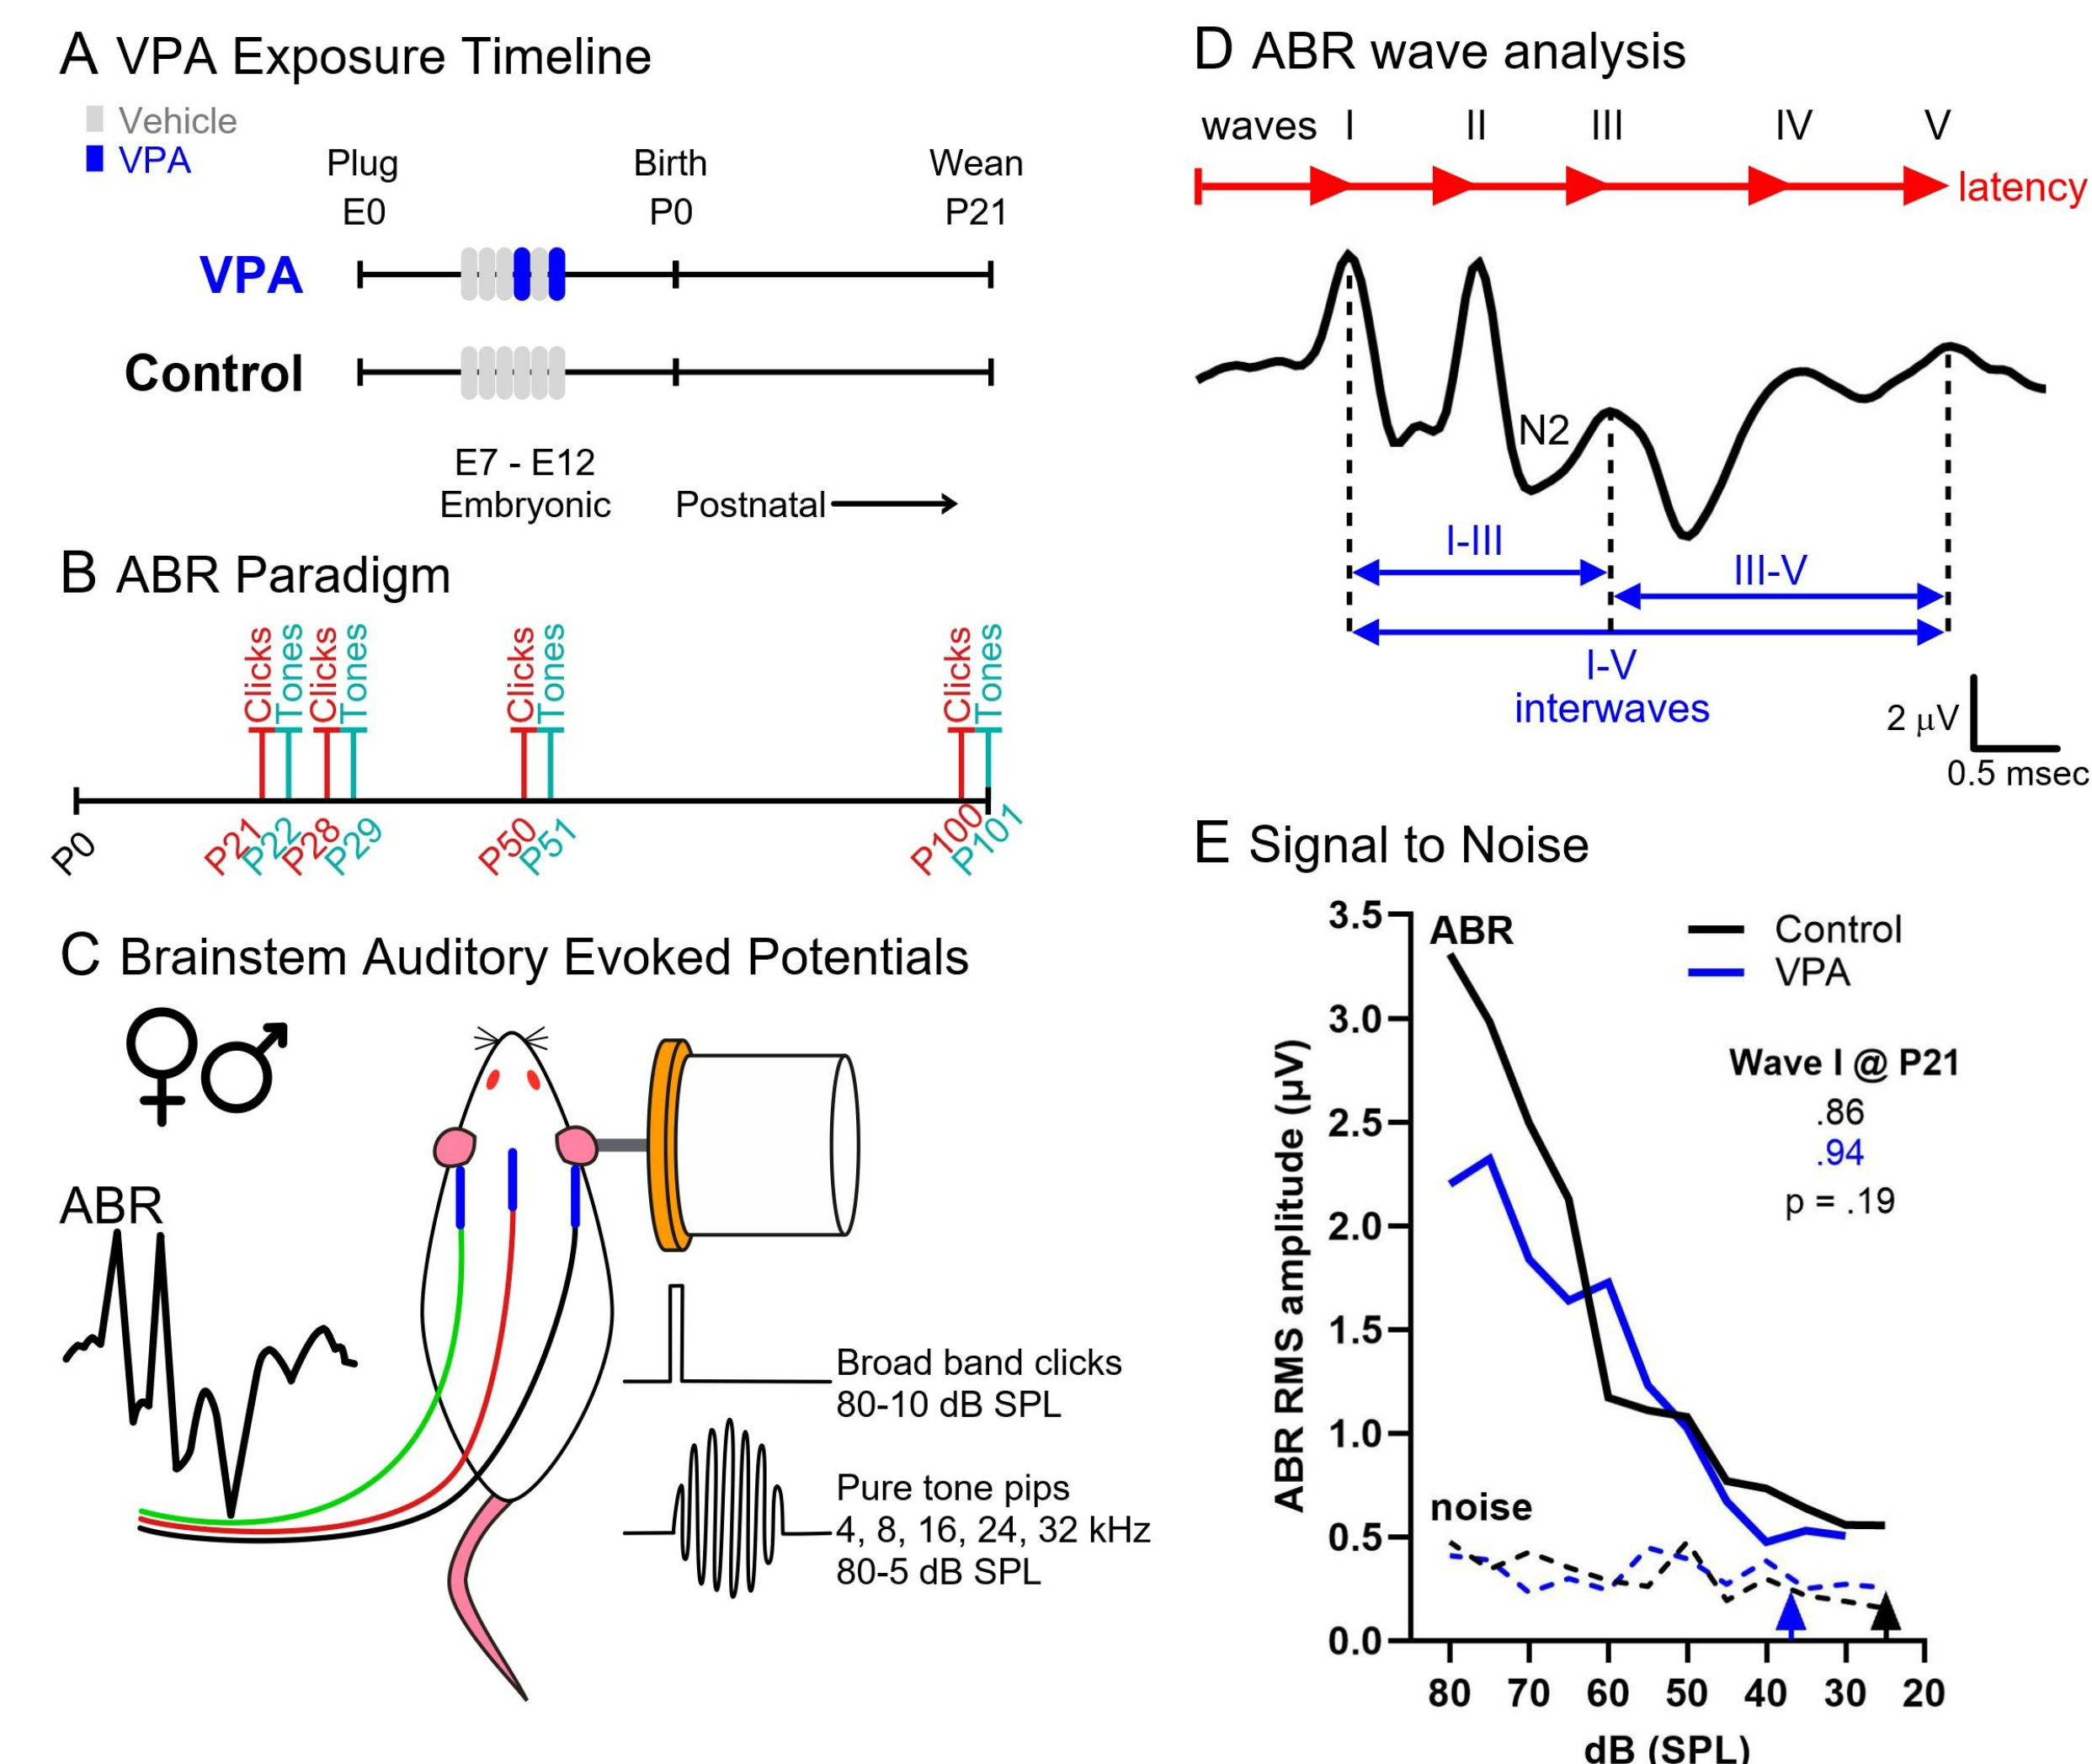 A VPA Exposure Timeline
Vehicle
VPA
Plug
E0
Birth
P0
Wean
P21
VPA
Control
E7 - E12
Embryonic
Postnatal
B ABR Paradigm
Clicks
Tones
Clicks
Tones
Clicks
Tones
Clicks
Tones
P0
P21
P22
P28
P29
P50
P51
P100
P101
C Brainstem Auditory Evoked Potentials
ABR
Broad band clicks
80-10 dB SPL
Pure tone pips
4, 8, 16, 24, 32 kHz
80-5 dB SPL
D ABR wave analysis
waves I II III IV V
latency
N2
I-III
III-V
I-V
interwaves
2 μV
0.5 msec
E Signal to Noise
ABR RMS amplitude (μV)
3.5
3.0
2.5
2.0
1.5
1.0
0.5
0.0
ABR
Control
VPA
Wave I @ P21
.86
.94
p = .19
noise
80 70 60 50 40 30 20
dB (SPL)